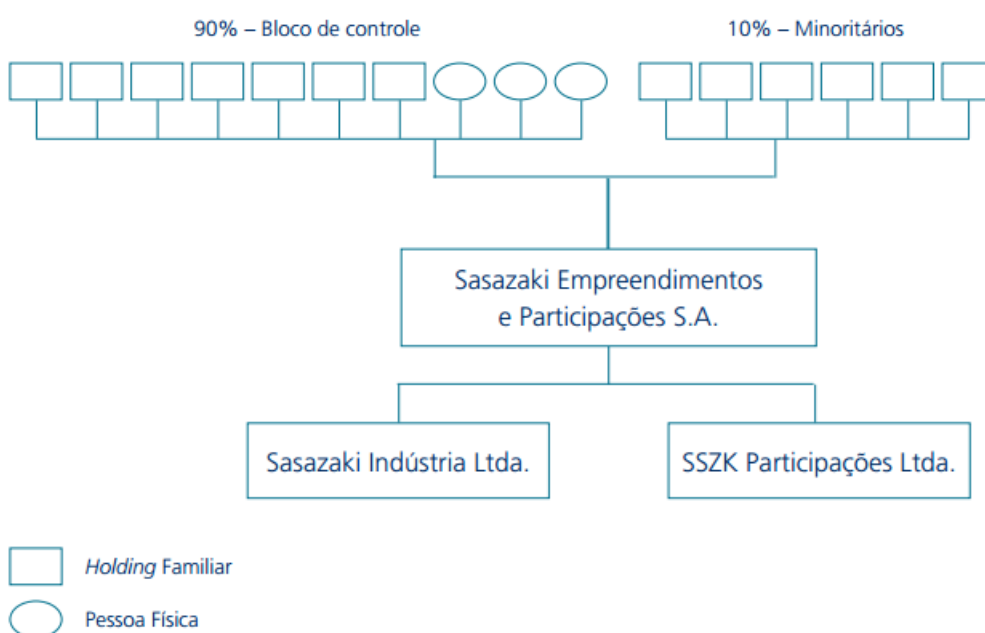 90% – Bloco de controle
10% – Minoritários
Sasazaki Empreendimentos
e Participações S.A.
Sasazaki Indústria Ltda.
SSZK Participações Ltda.
Holding Familiar
Pessoa Física